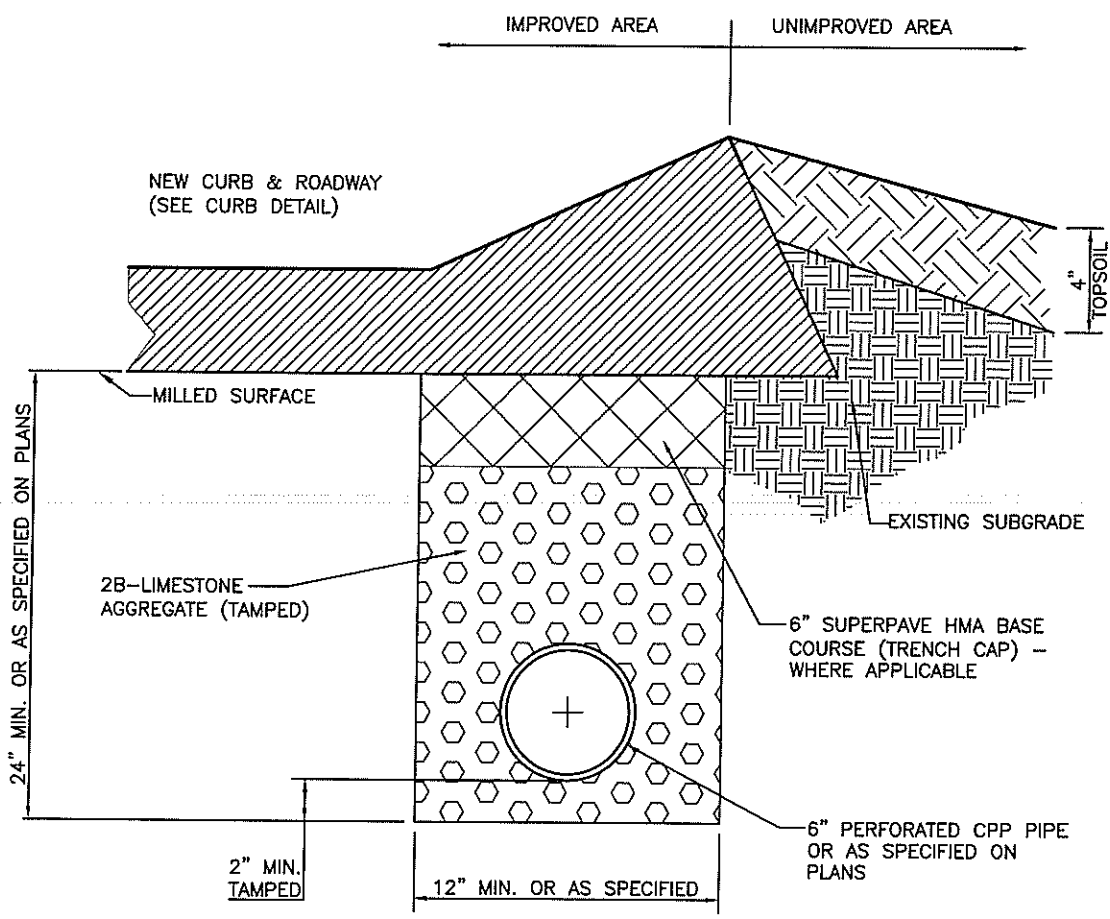 IMPROVED AREA
UNIMPROVED AREA
NEW CURB & ROADWAY
(SEE CURB DETAIL)
4"
TOPSOIL
MILLED SURFACE
24" MIN. OR AS SPECIFIED ON PLANS
EXISTING SUBGRADE
2B-LIMESTONE
AGGREGATE (TAMPED)
6" SUPERPAVE HMA BASE
COURSE (TRENCH CAP) -
WHERE APPLICABLE
6" PERFORATED CPP PIPE
OR AS SPECIFIED ON
PLANS
2" MIN.
TAMPED
12" MIN. OR AS SPECIFIED